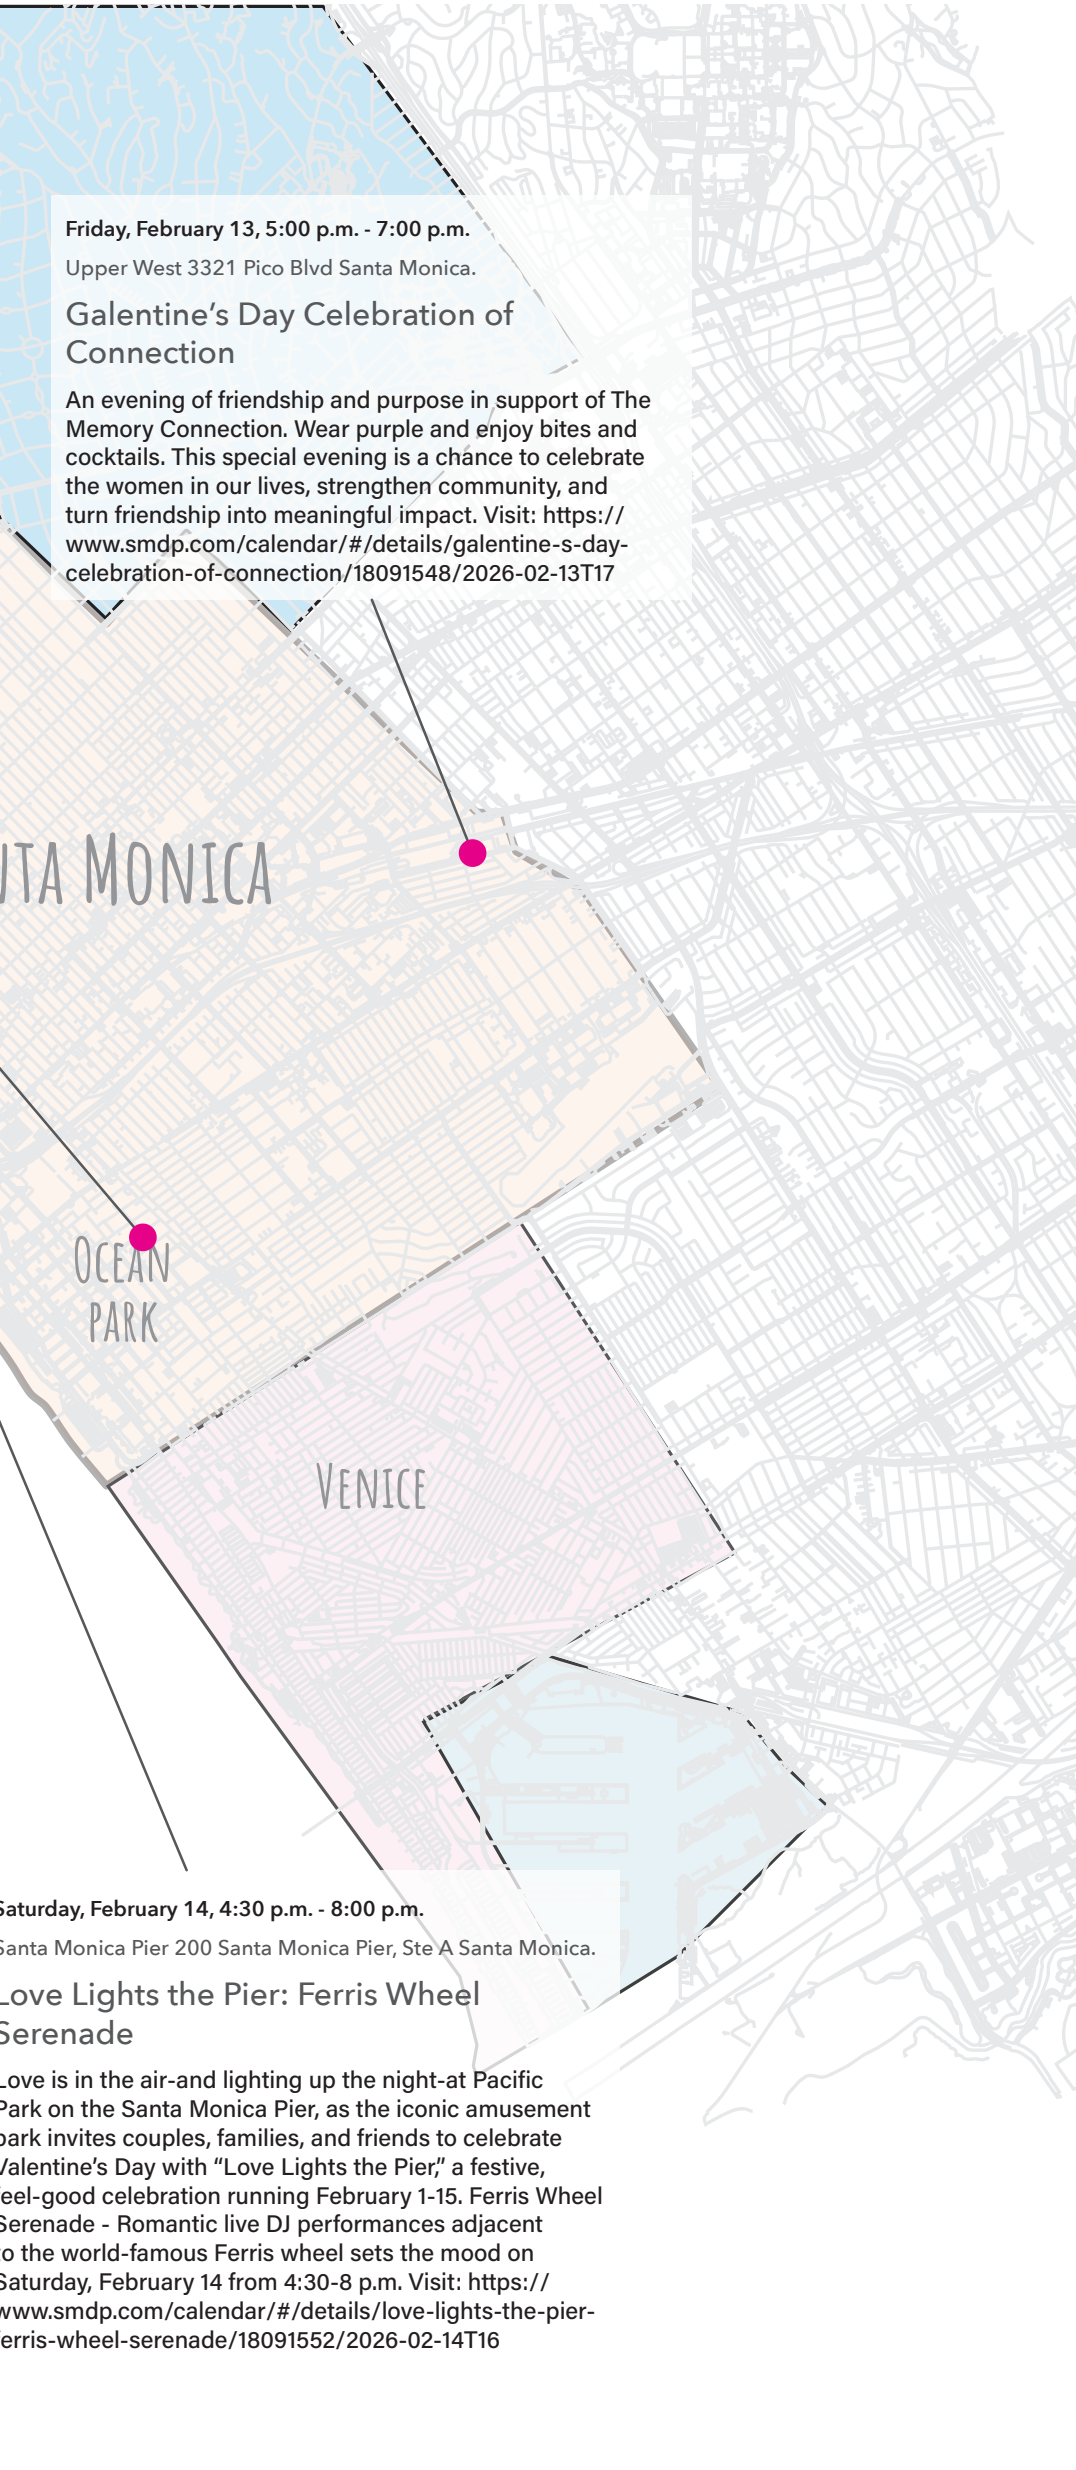 Friday, February 13, 5:00 p.m. - 7:00 p.m.
Upper West 3321 Pico Blvd Santa Monica.
Galentine’s Day Celebration of
Connection
An evening of friendship and purpose in support of The
Memory Connection. Wear purple and enjoy bites and
cocktails. This special evening is a chance to celebrate
the women in our lives, strengthen community, and
turn friendship into meaningful impact. Visit: https://
www.smdp.com/calendar/#/details/galentine-s-day-
celebration-of-connection/18091548/2026-02-13T17
NTA MONICA
OCEAN
PARK
VENICE
Saturday, February 14, 4:30 p.m. - 8:00 p.m.
Santa Monica Pier 200 Santa Monica Pier, Ste A Santa Monica.
Love Lights the Pier: Ferris Wheel
Serenade
Love is in the air-and lighting up the night-at Pacific
Park on the Santa Monica Pier, as the iconic amusement
park invites couples, families, and friends to celebrate
Valentine’s Day with “Love Lights the Pier,” a festive,
feel-good celebration running February 1-15. Ferris Wheel
Serenade - Romantic live DJ performances adjacent
to the world-famous Ferris wheel sets the mood on
Saturday, February 14 from 4:30-8 p.m. Visit: https://
www.smdp.com/calendar/#/details/love-lights-the-pier-
ferris-wheel-serenade/18091552/2026-02-14T16